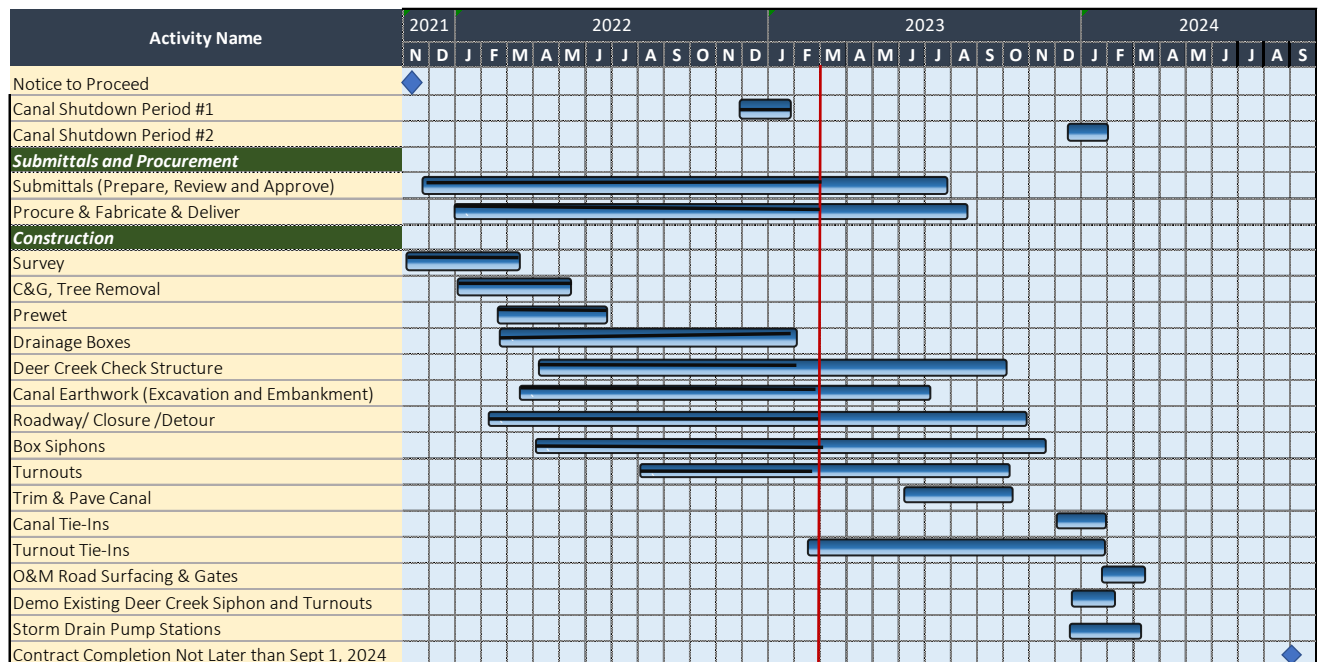 Activity Name
2021 2022 2023 2024
N D J F M A M J J A S O N D J F M A M J J A S O N D J F M A M J J A S
Notice to Proceed
Canal Shutdown Period #1
Canal Shutdown Period #2
Submittals and Procurement
Submittals (Prepare, Review and Approve)
Procure & Fabricate & Deliver
Construction
Survey
C&G, Tree Removal
Prewet
Drainage Boxes
Deer Creek Check Structure
Canal Earthwork (Excavation and Embankment)
Roadway/ Closure /Detour
Box Siphons
Turnouts
Trim & Pave Canal
Canal Tie-Ins
Turnout Tie-Ins
O&M Road Surfacing & Gates
Demo Existing Deer Creek Siphon and Turnouts
Storm Drain Pump Stations
Contract Completion Not Later than Sept 1, 2024